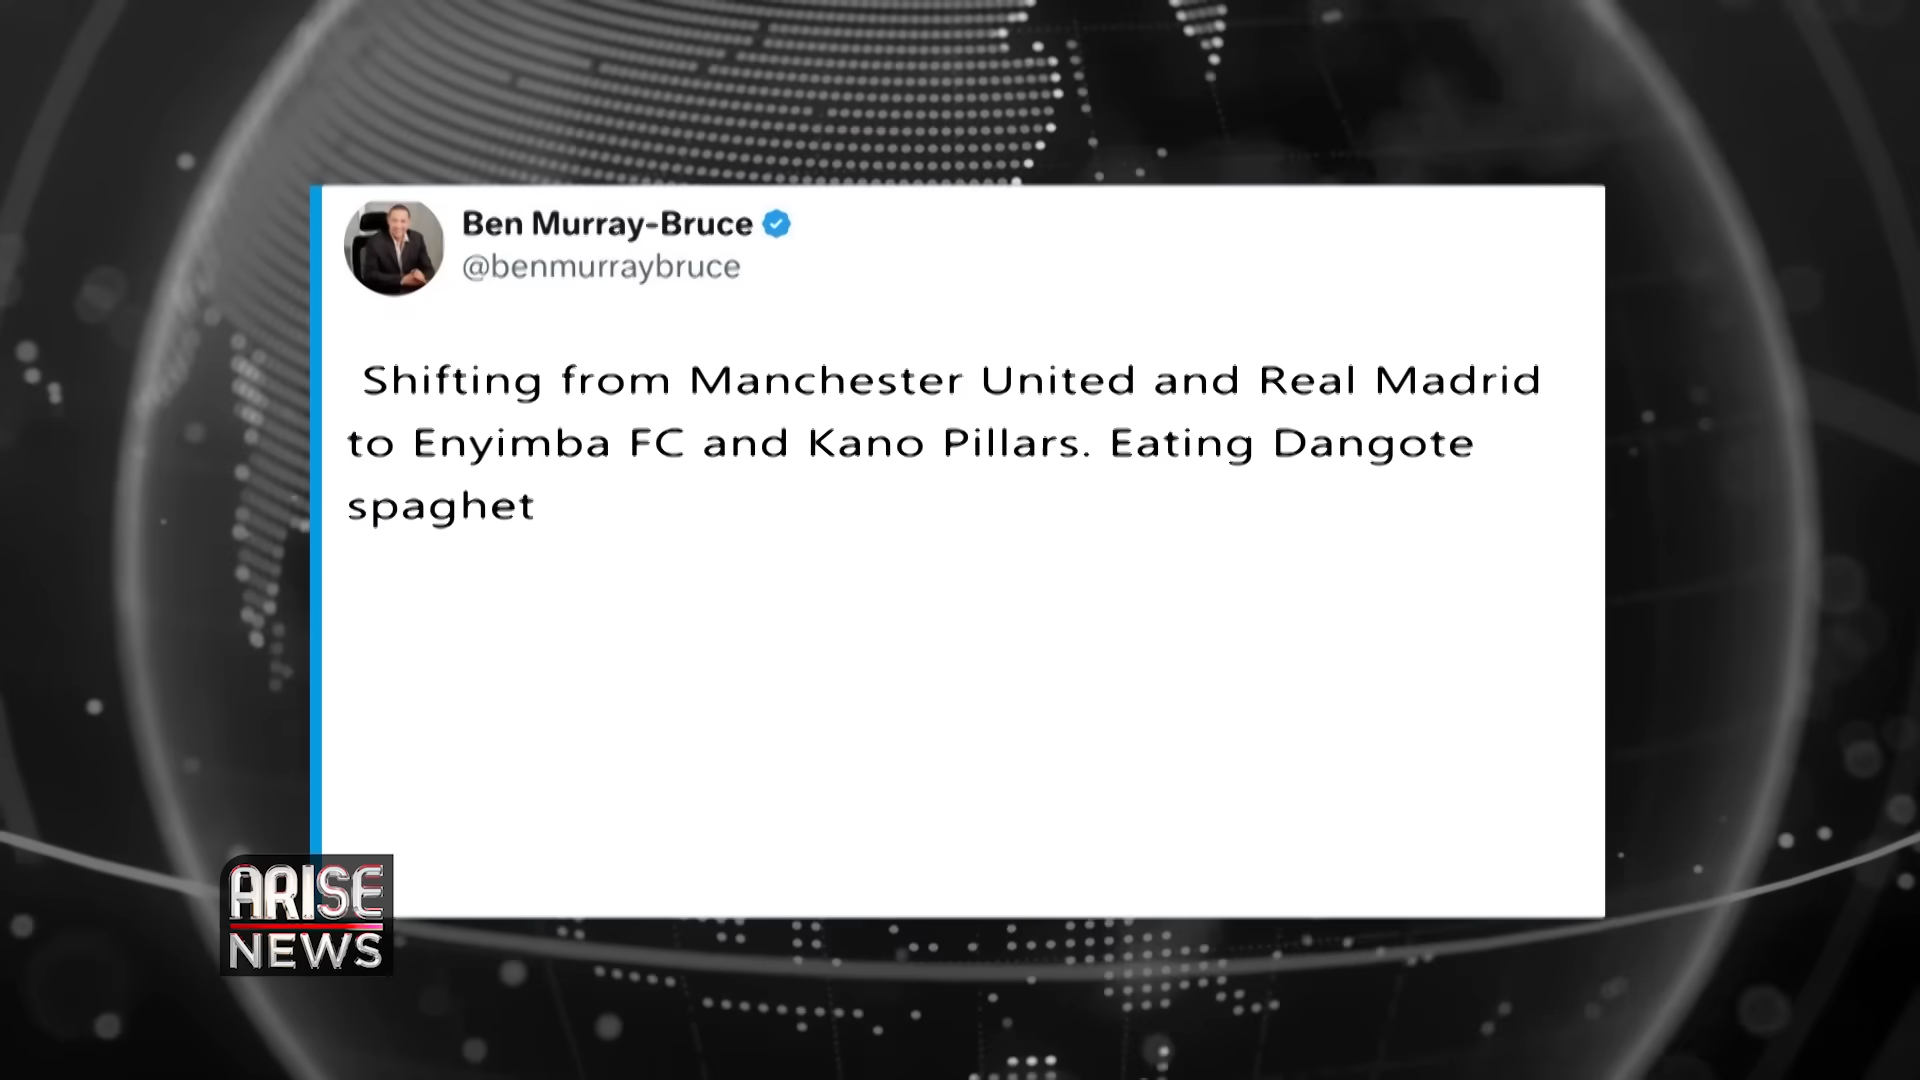 Ben Murray-Bruce
@benmurraybruce
Shifting from Manchester United and Real Madrid
to Enyimba FC and Kano Pillars. Eating Dangote
spaghet
ARISE
NEWS